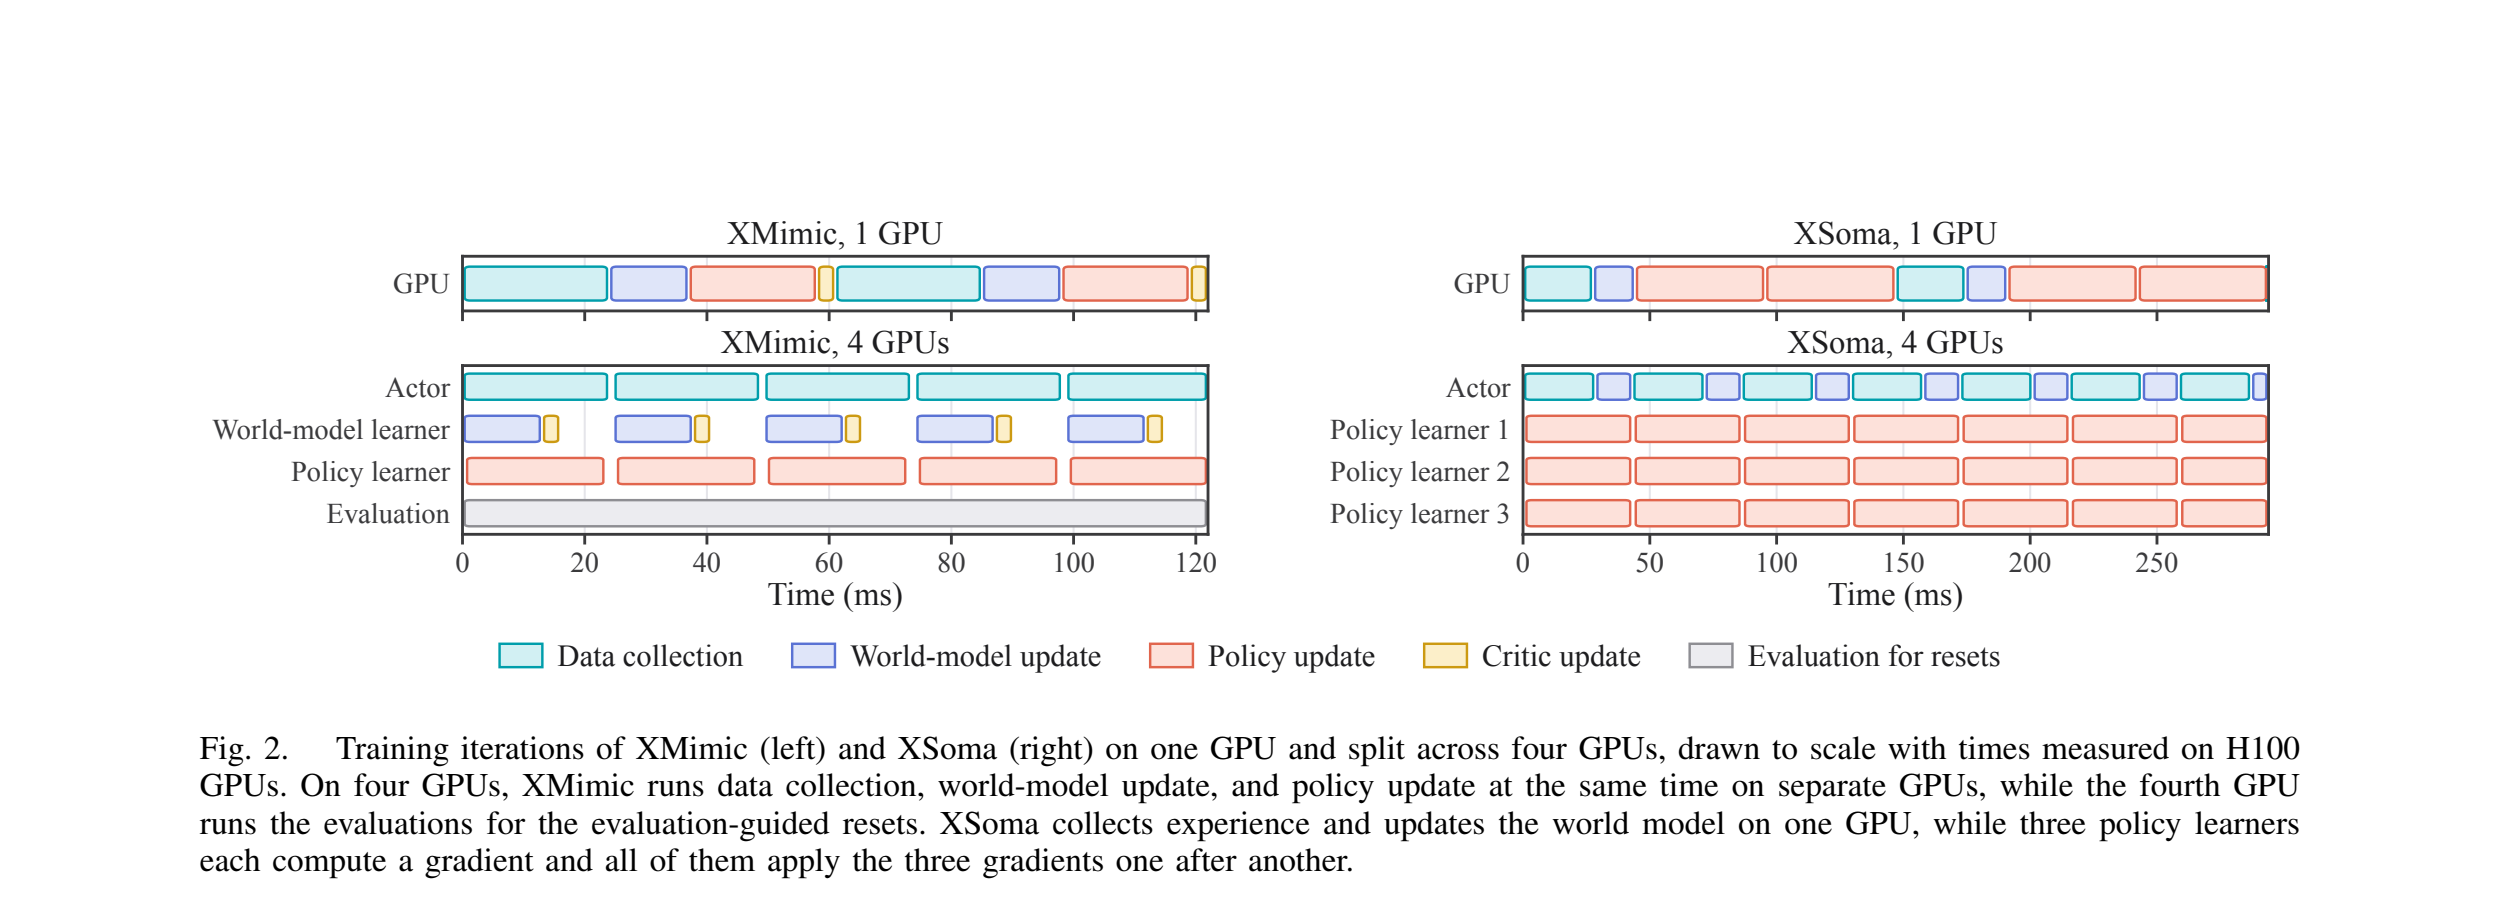 XMimic, 1 GPU
GPU
XMimic, 4 GPUs
Actor
World-model learner
Policy learner
Evaluation
0 20 40 60 80 100 120
Time (ms)
XSoma, 1 GPU
GPU
XSoma, 4 GPUs
Actor
Policy learner 1
Policy learner 2
Policy learner 3
0 50 100 150 200 250
Time (ms)
Data collection World-model update Policy update Critic update Evaluation for resets
Fig. 2. Training iterations of XMimic (left) and XSoma (right) on one GPU and split across four GPUs, drawn to scale with times measured on H100
GPUs. On four GPUs, XMimic runs data collection, world-model update, and policy update at the same time on separate GPUs, while the fourth GPU
runs the evaluations for the evaluation-guided resets. XSoma collects experience and updates the world model on one GPU, while three policy learners
each compute a gradient and all of them apply the three gradients one after another.